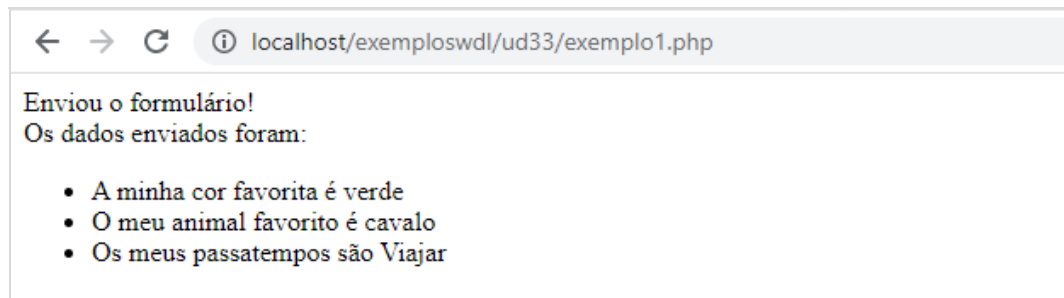 localhost/exemploswdl/ud33/exemplo1.php
Enviou o formulário!
Os dados enviados foram:
A minha cor favorita é verde
O meu animal favorito é cavalo
Os meus passatempos são Viajar